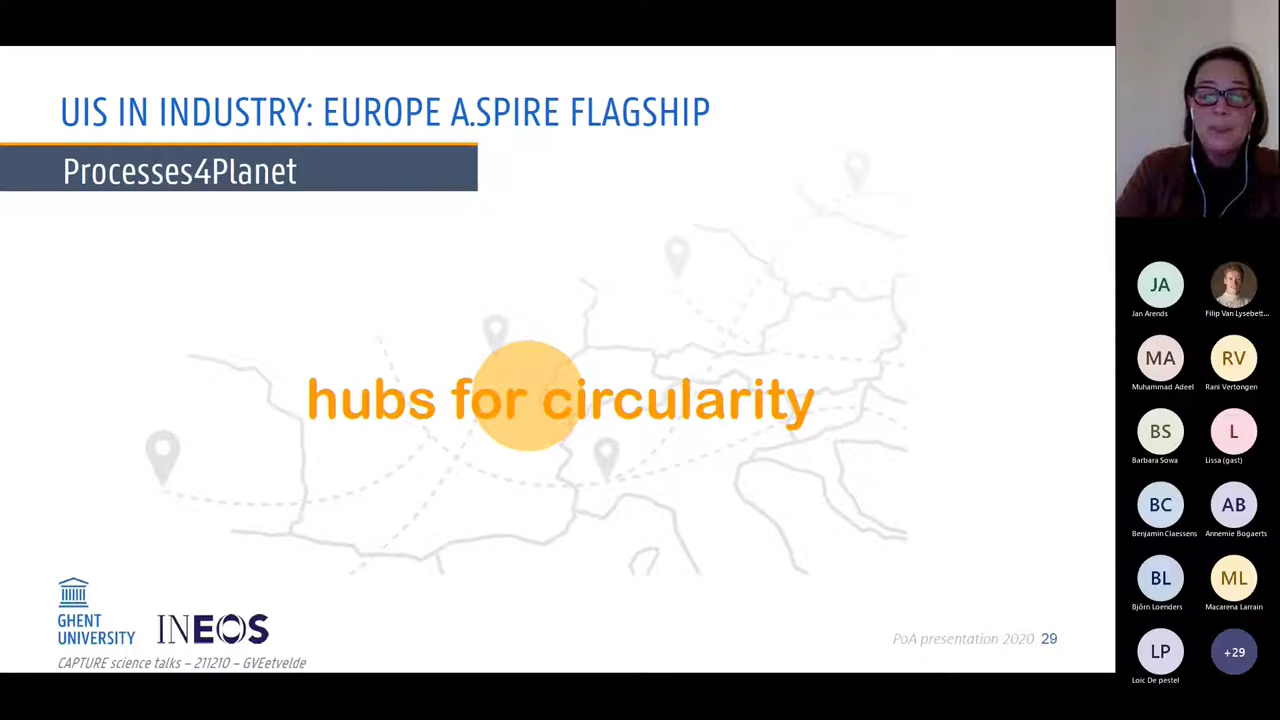 UIS IN INDUSTRY: EUROPE A.SPIRE FLAGSHIP
Processes4Planet
hubs for circularity
GHENT
UNIVERSITY
INEOS
CAPTURE science talks – 211210 – GVEetvelde
PoA presentation 2020 29
JA
Jan Arends
Filip Van Lysebett...
MA
RV
Muhammad Adeel
Rani Vertongen
BS
L
Barbara Sowa
Lissa (gast)
BC
AB
Benjamin Claessens
Annemie Bogaerts
BL
ML
Björn Loenders
Macarena Larrain
LP
+29
Loic De pestel